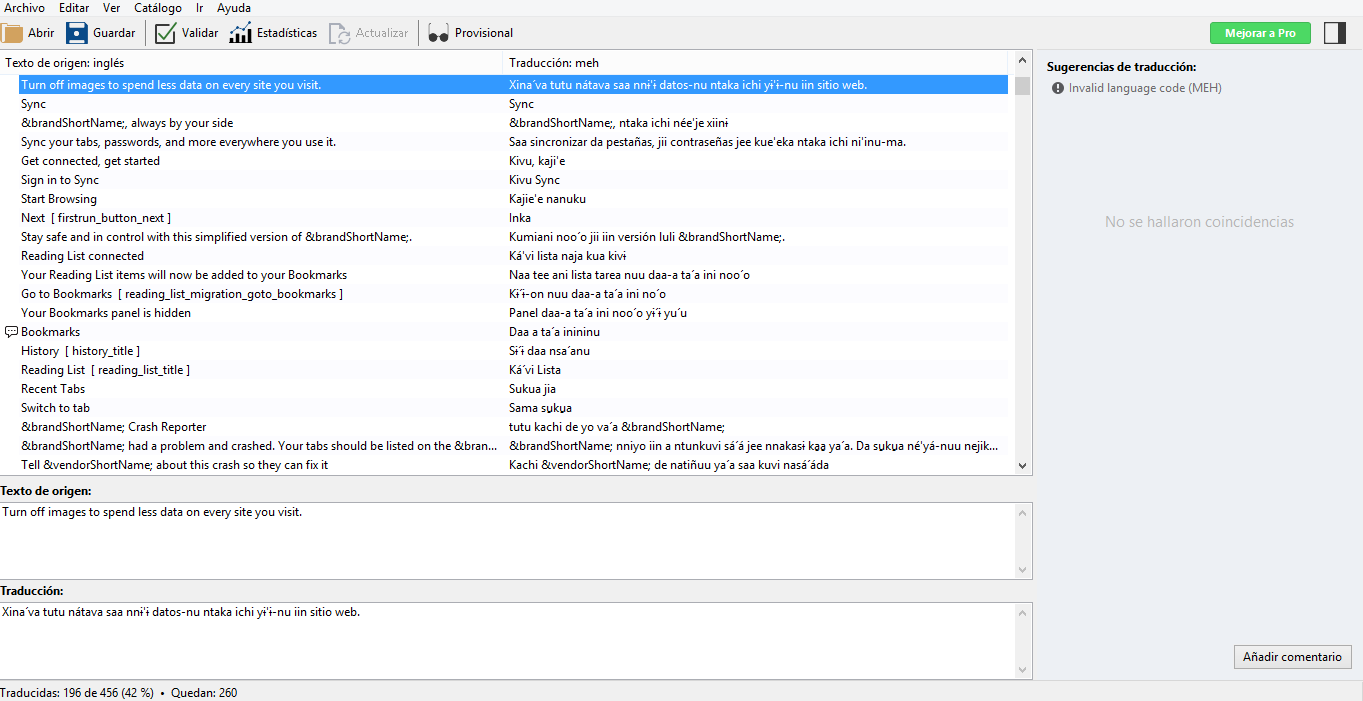 Archivo Editar Ver Catálogo Ir Ayuda
Abrir Guardar Validar Estadísticas Actualizar Provisional Mejorar a Pro
Texto de origen: inglés Traducción: meh
Turn off images to spend less data on every site you visit. Xina´va tutu nátava saa nnɨ'ɨ datos-nu ntaka ichi yɨ'ɨ-nu iin sitio web.
Sync Sync
&brandShortName;, always by your side &brandShortName;, ntaka ichi née'je xiinɨ
Sync your tabs, passwords, and more everywhere you use it. Saa sincronizar da pestañas, jii contraseñas jee kue'eka ntaka ichi ni'inu-ma.
Get connected, get started Kivu, kaji'e
Sign in to Sync Kivu Sync
Start Browsing Kajie'e nanuku
Next [ firstrun_button_next ] Inka
Stay safe and in control with this simplified version of &brandShortName;. Kumiani noo´o jii iin versión luli &brandShortName;.
Reading List connected Ká'vi lista naja kua kivɨ
Your Reading List items will now be added to your Bookmarks Naa tee ani lista tarea nuu daa-a ta´a ini noo´o
Go to Bookmarks [ reading_list_migration_goto_bookmarks ] Kɨ´ɨ-on nuu daa-a ta´a ini no´o
Your Bookmarks panel is hidden Panel daa-a ta´a ini noo´o yɨ´ɨ yu´u
Bookmarks Daa a ta´a inininu
History [ history_title ] Sɨ´ɨ daa nsa´anu
Reading List [ reading_list_title ] Ká´vi Lista
Recent Tabs Sukua jia
Switch to tab Sama su̱ku̱a
&brandShortName; Crash Reporter tutu kachi de yo va´a &brandShortName;
&brandShortName; had a problem and crashed. Your tabs should be listed on the &bran... &brandShortName; nniyo iin a ntunkuvi sá´á jee nnakasɨ ka̱a̱ ya´a. Da su̱ku̱a né'yá-nuu nejik...
Tell &vendorShortName; about this crash so they can fix it Kachi &vendorShortName; de natiñuu ya´a saa kuvi nasá´áda
Texto de origen:
Turn off images to spend less data on every site you visit.
Traducción:
Xina´va tutu nátava saa nnɨ'ɨ datos-nu ntaka ichi yɨ'ɨ-nu iin sitio web.
Sugerencias de traducción:
Invalid language code (MEH)
No se hallaron coincidencias
Añadir comentario
Traducidas: 196 de 456 (42 %) • Quedan: 260